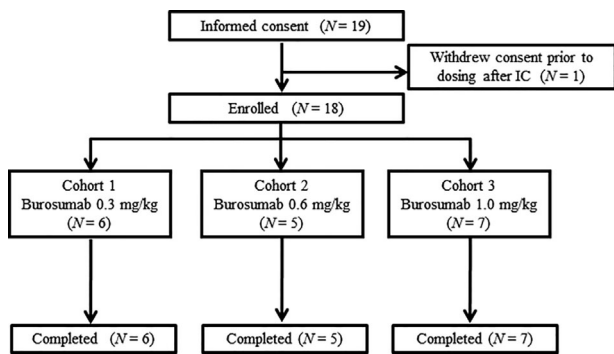 Informed consent (N = 19)
Withdrew consent prior to
dosing after IC (N = 1)
Enrolled (N = 18)
Cohort 1
Burosumab 0.3 mg/kg
(N = 6)
Cohort 2
Burosumab 0.6 mg/kg
(N = 5)
Cohort 3
Burosumab 1.0 mg/kg
(N = 7)
Completed (N = 6)
Completed (N = 5)
Completed (N = 7)